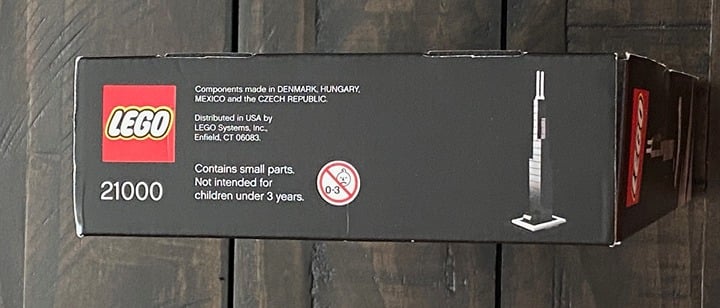 LEGO
21000
Components made in DENMARK, HUNGARY,
MEXICO and the CZECH REPUBLIC.
Distributed in USA by
LEGO Systems, Inc.,
Enfield, CT 06083.
Contains small parts.
Not intended for
children under 3 years.
0-3
LEGO